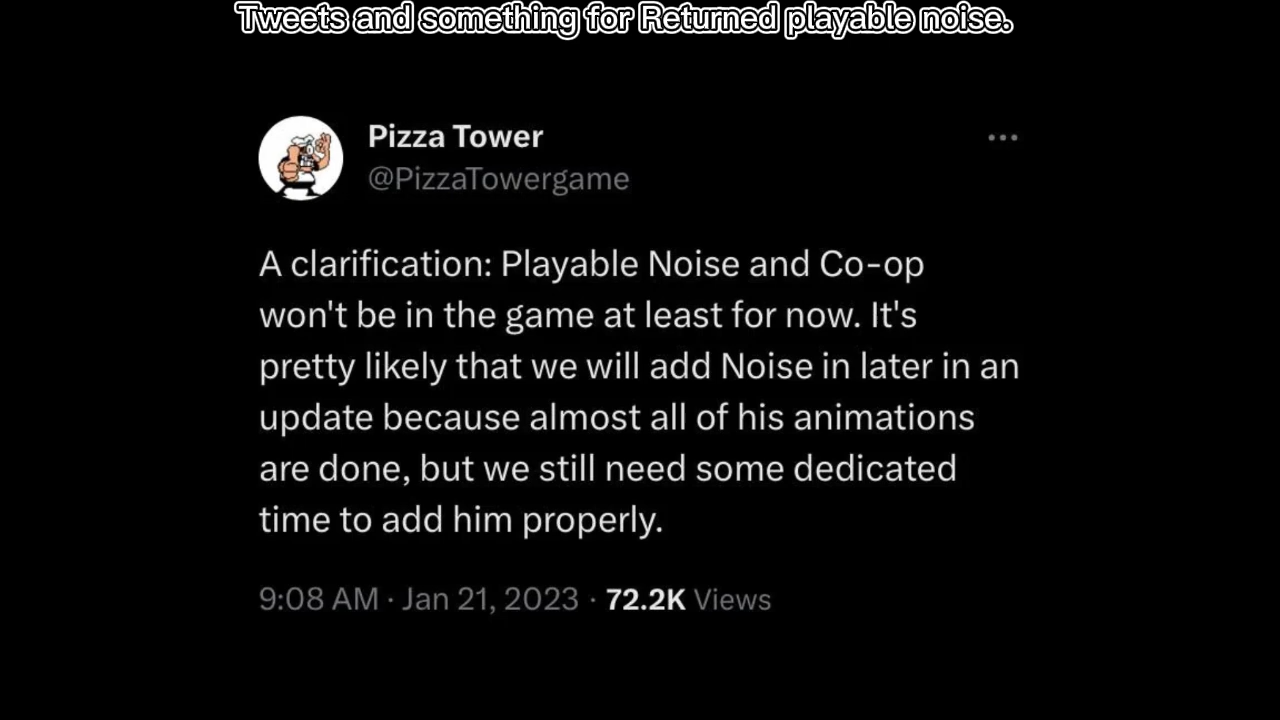 Tweets and something for Returned playable noise.
Pizza Tower
@PizzaTowergame
A clarification: Playable Noise and Co-op
won't be in the game at least for now. It's
pretty likely that we will add Noise in later in an
update because almost all of his animations
are done, but we still need some dedicated
time to add him properly.
9:08 AM · Jan 21, 2023 · 72.2K Views